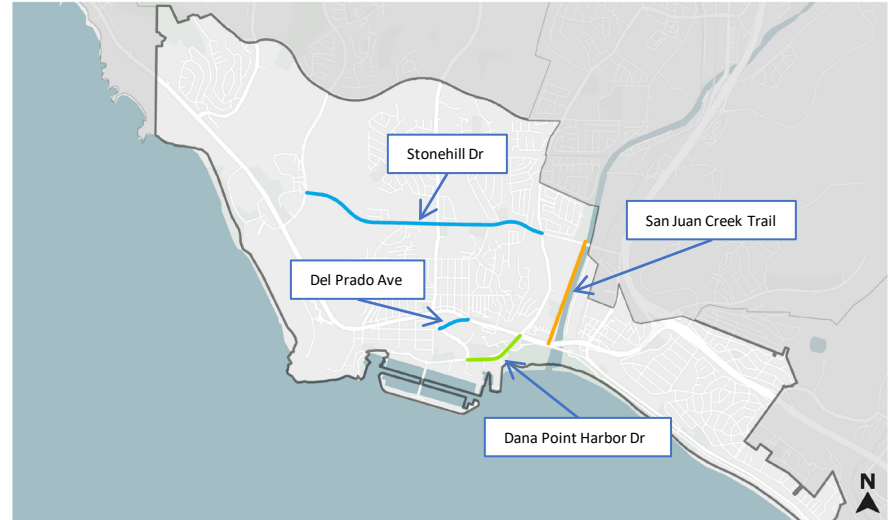 Stonehill Dr
San Juan Creek Trail
Del Prado Ave
Dana Point Harbor Dr
N